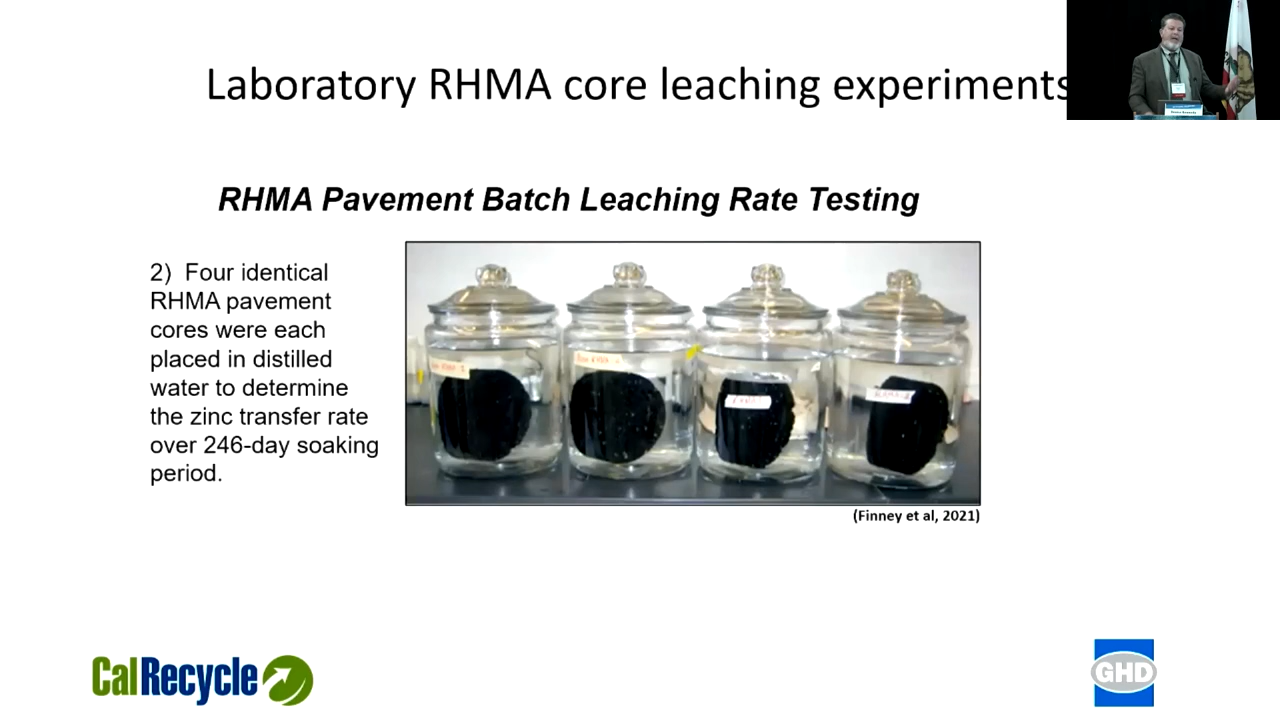 Laboratory RHMA core leaching experiments
RHMA Pavement Batch Leaching Rate Testing
2) Four identical
RHMA pavement
cores were each
placed in distilled
water to determine
the zinc transfer rate
over 246-day soaking
period.
(Finney et al, 2021)
CalRecycle
GHD